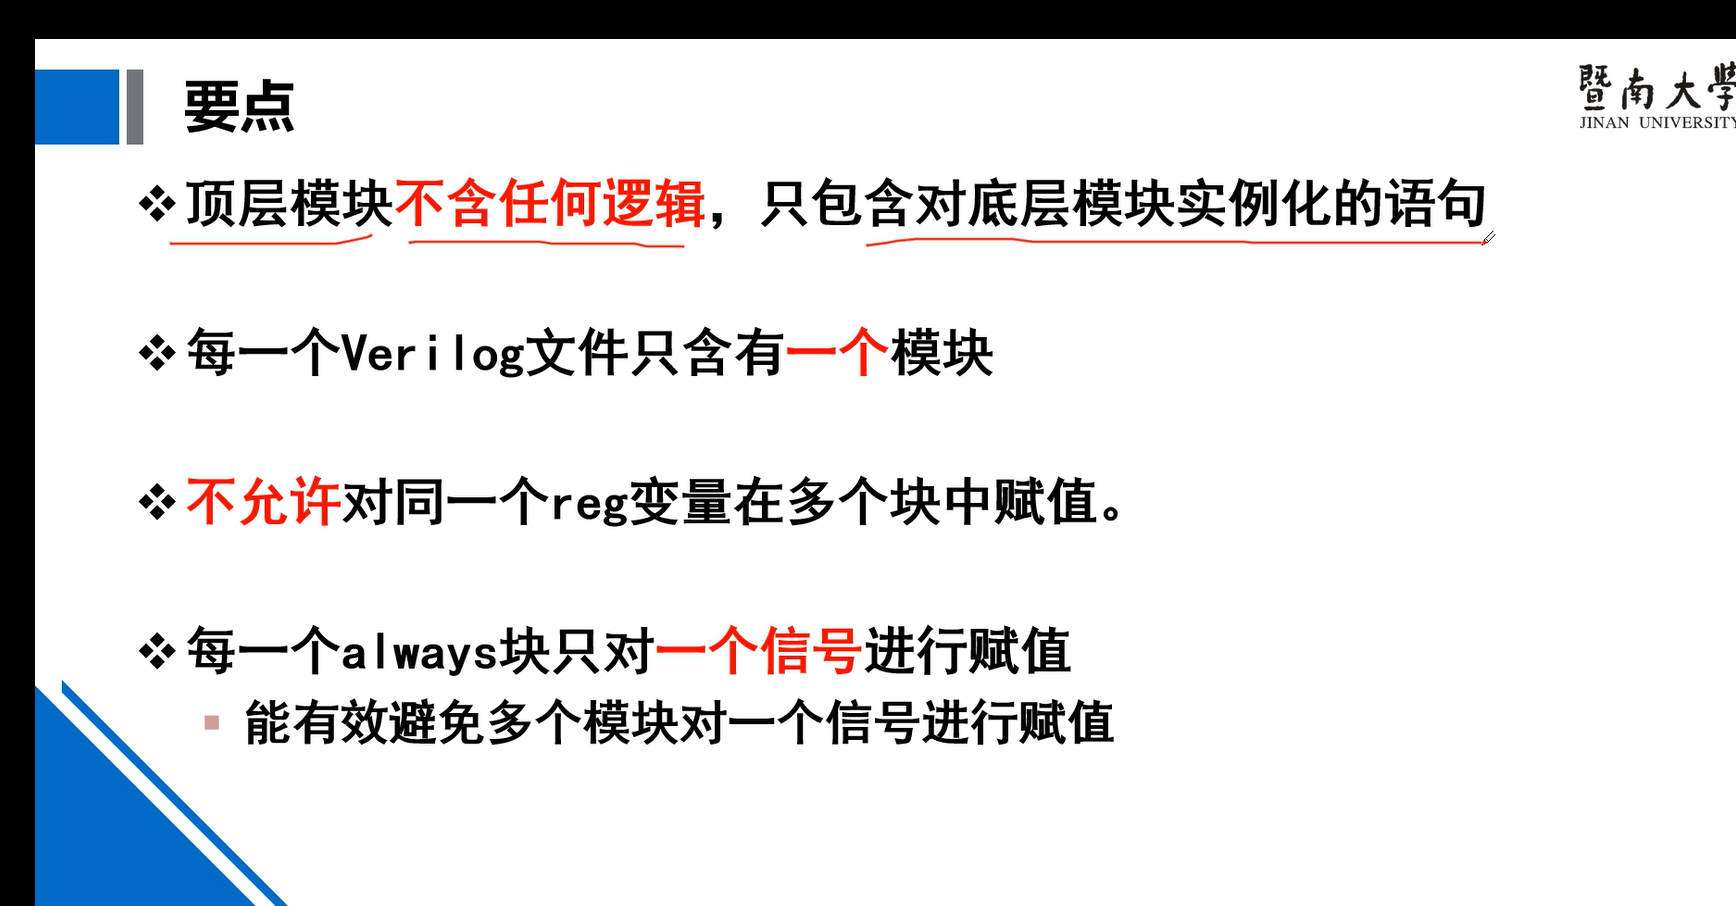 要点
暨南大學
JINAN UNIVERSITY
顶层模块不含任何逻辑，只包含对底层模块实例化的语句
每一个Verilog文件只含有一个模块
不允许对同一个reg变量在多个块中赋值。
每一个always块只对一个信号进行赋值
能有效避免多个模块对一个信号进行赋值